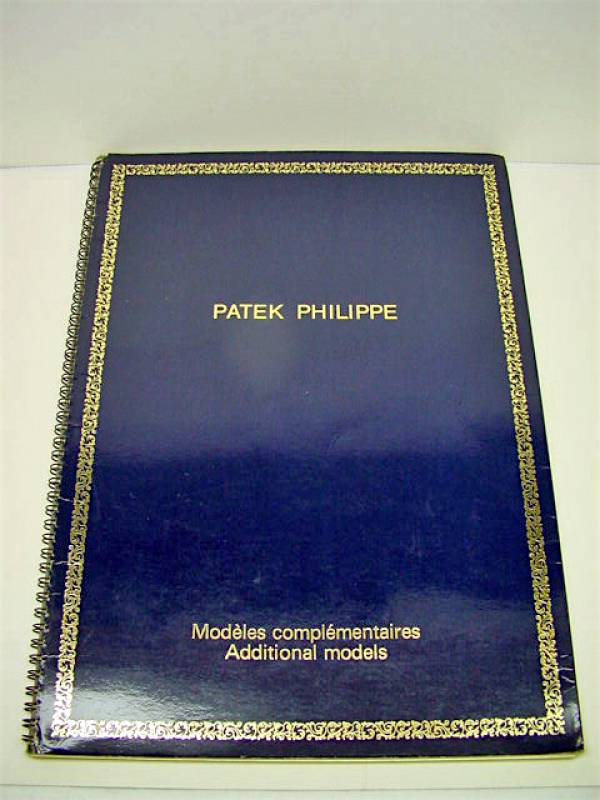 PATEK PHILIPPE
Modèles complémentaires
Additional models